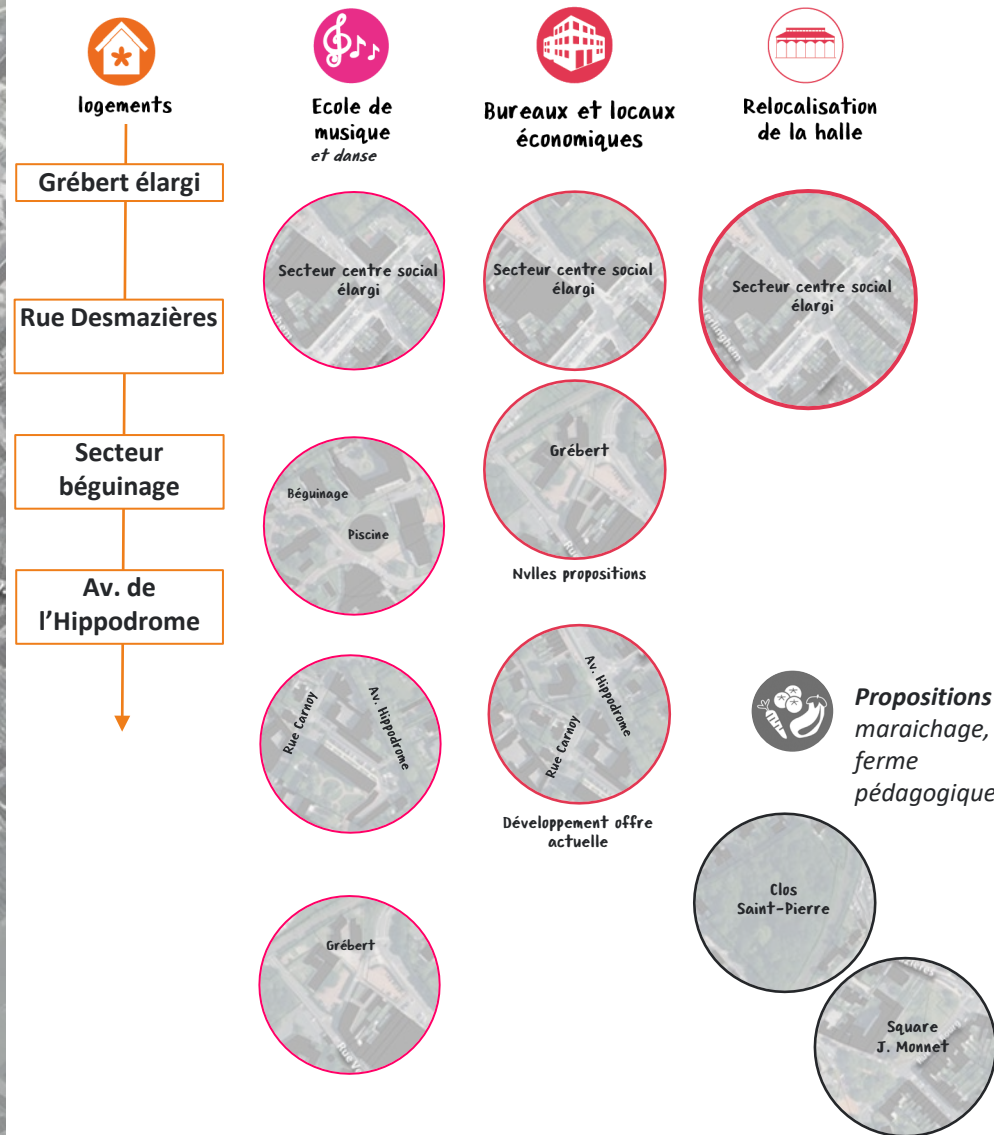 logements
Grébert élargi
Rue Desmazières
Secteur
béguinage
Av. de
l'Hippodrome
Ecole de
musique
et danse
Secteur centre social
élargi
Verlinghem
Béguinage
Piscine
Rue Carnoy
Av. Hippodrome
Grébert
Bureaux et locaux
économiques
Secteur centre social
élargi
Grébert
Nvlles propositions
Av. Hippodrome
Rue Carnoy
Développement offre
actuelle
Relocalisation
de la halle
Secteur centre social
élargi
Verlinghem
Propositions
maraichage,
ferme
pédagogique
Clos
Saint-Pierre
Square
J. Monnet